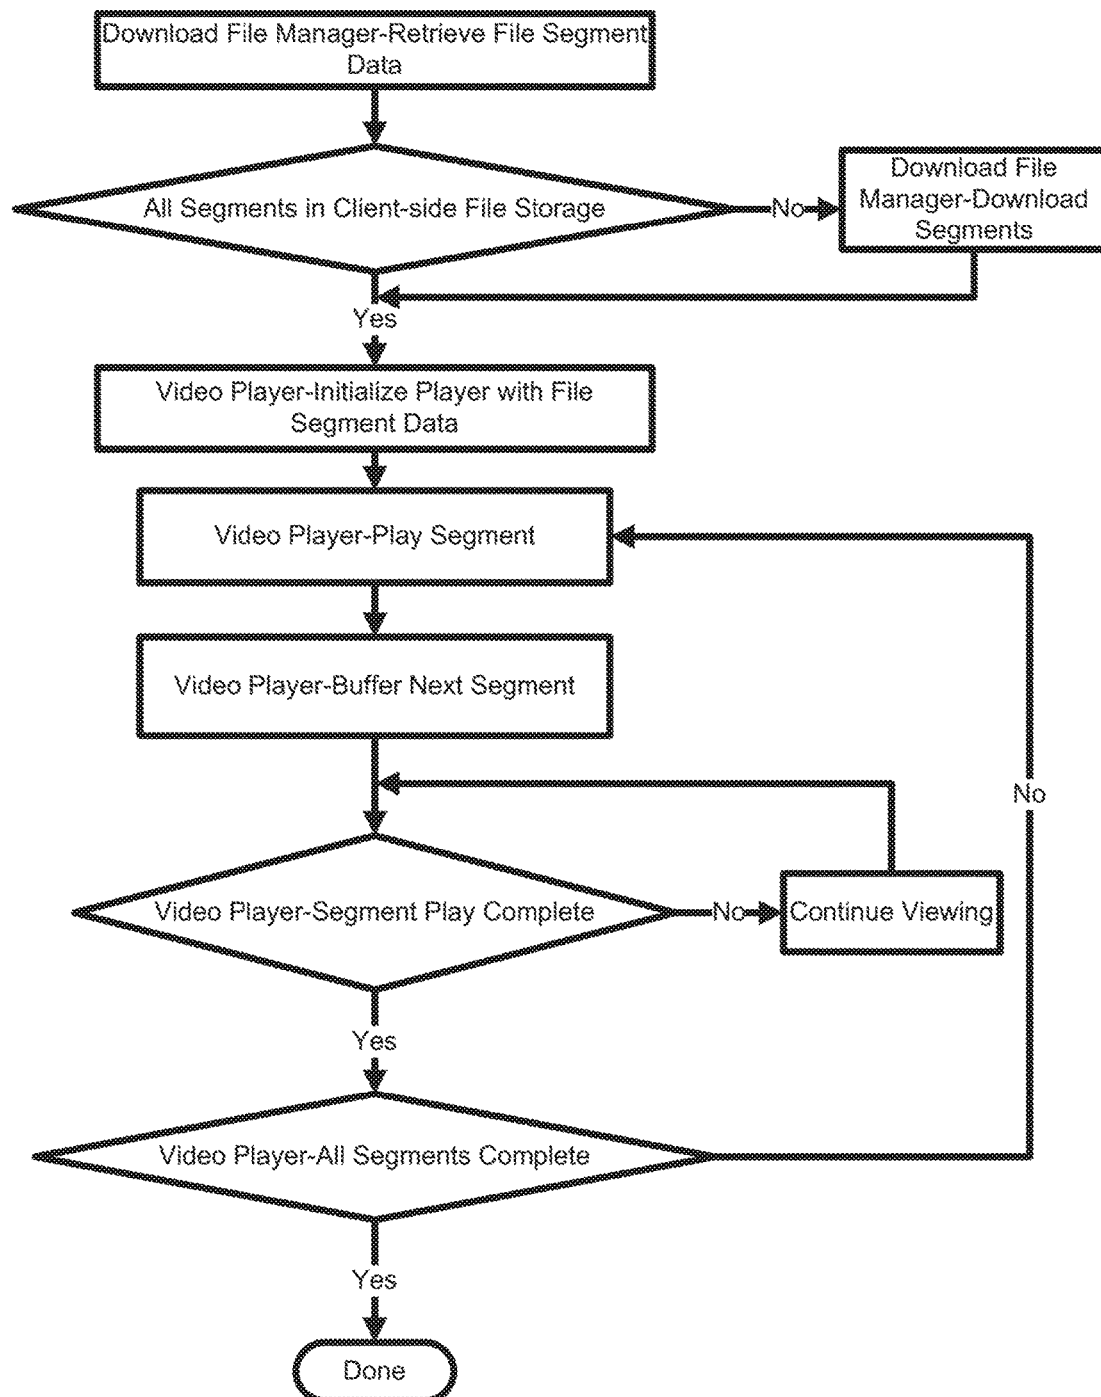 Download File Manager-Retrieve File Segment
Data
All Segments in Client-side File Storage
No
Download File
Manager-Download
Segments
Yes
Video Player-Initialize Player with File
Segment Data
Video Player-Play Segment
Video Player-Buffer Next Segment
No
Video Player-Segment Play Complete
No
Continue Viewing
Yes
Video Player-All Segments Complete
Yes
Done